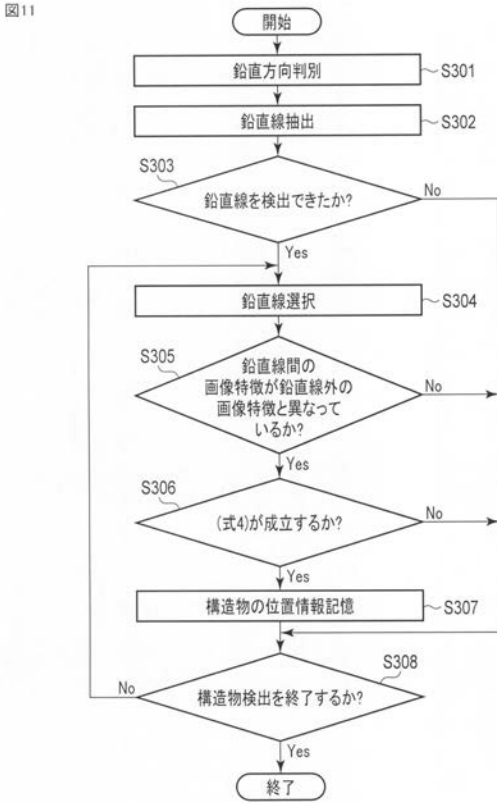 図11
開始
鉛直方向判別
S301
鉛直線抽出
S302
S303
鉛直線を検出できたか?
No
Yes
鉛直線選択
S304
S305
鉛直線間の
画像特徴が鉛直線外の
画像特徴と異なって
いるか?
No
Yes
S306
(式4)が成立するか?
No
Yes
構造物の位置情報記憶
S307
S308
構造物検出を終了するか?
No
Yes
終了